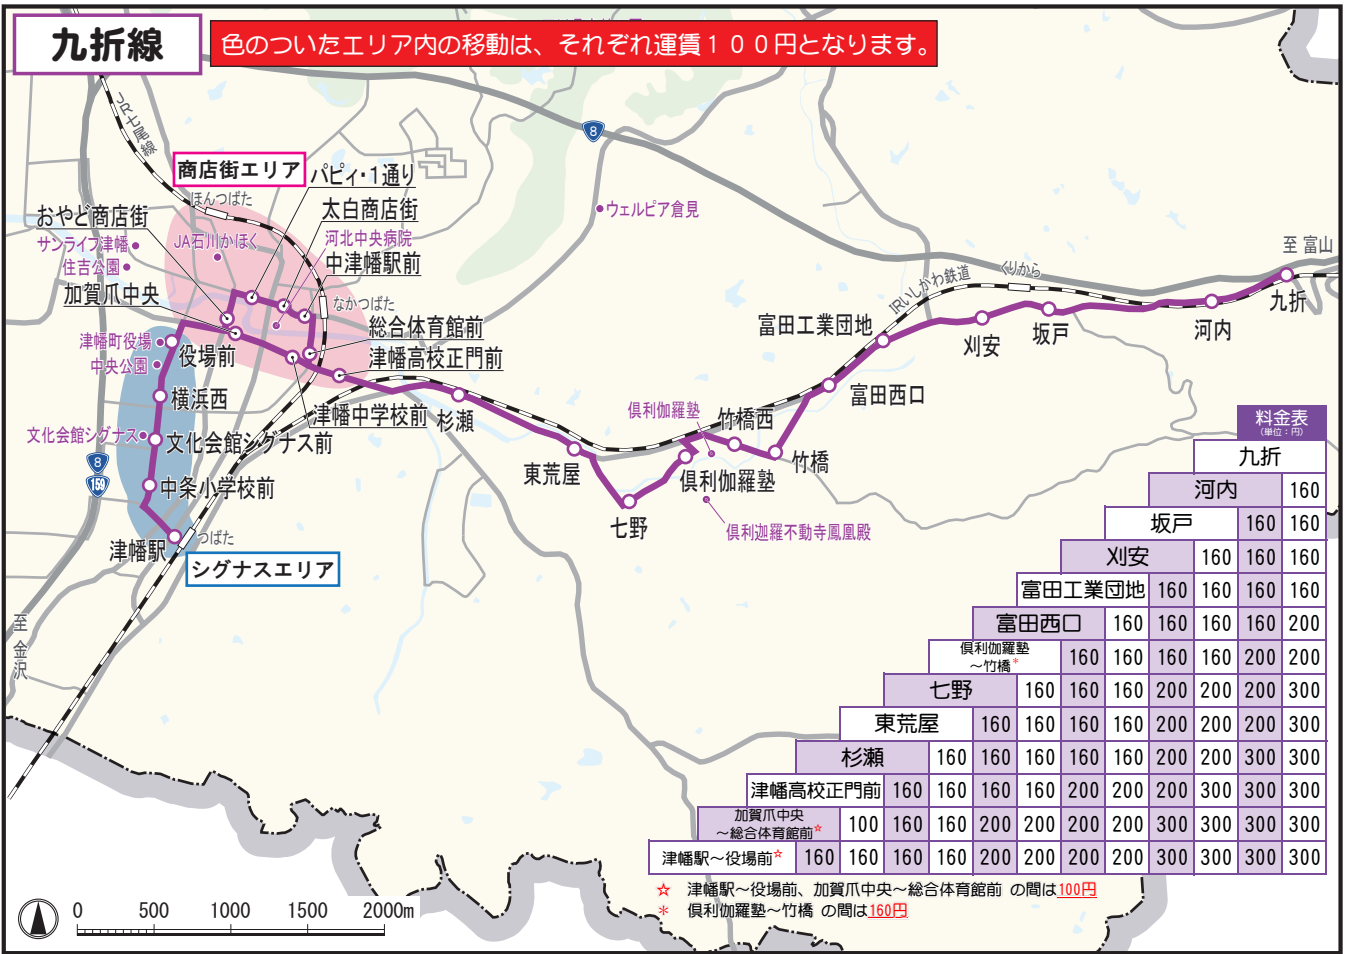 九折線
色のついたエリア内の移動は、それぞれ運賃１００円となります。
JR七尾線
8
商店街エリア
パピィ・1通り
ほんつばた
おやど商店街
太白商店街
ウェルピア倉見
サンライフ津幡
JA石川かほく
河北中央病院
至 富山
住吉公園
中津幡駅前
くりから
IRいしかわ鉄道
加賀爪中央
なかつばた
九折
富田工業団地
総合体育館前
河内
坂戸
刈安
津幡町役場
役場前
中央公園
津幡高校正門前
横浜西
富田西口
津幡中学校前
杉瀬
倶利伽羅塾
竹橋西
文化会館シグナス
文化会館シグナス前
東荒屋
竹橋
8
159
中条小学校前
倶利伽羅塾
七野
倶利迦羅不動寺鳳凰殿
津幡駅
つばた
シグナスエリア
至 金沢
料金表
(単位：円)
九折
河内 160
坂戸 160 160
刈安 160 160 160
富田工業団地 160 160 160 160
富田西口 160 160 160 160 200
倶利伽羅塾
～竹橋* 160 160 160 160 200 200
七野 160 160 160 200 200 200 300
東荒屋 160 160 160 160 200 200 200 300
杉瀬 160 160 160 160 160 200 200 300 300
津幡高校正門前 160 160 160 160 200 200 200 200 300 300
加賀爪中央
～総合体育館前☆ 100 160 160 200 200 200 200 300 300 300 300
津幡駅～役場前☆ 160 160 160 160 200 200 200 200 300 300 300 300
☆ 津幡駅～役場前、加賀爪中央～総合体育館前 の間は100円
* 倶利伽羅塾～竹橋 の間は160円
0 500 1000 1500 2000m